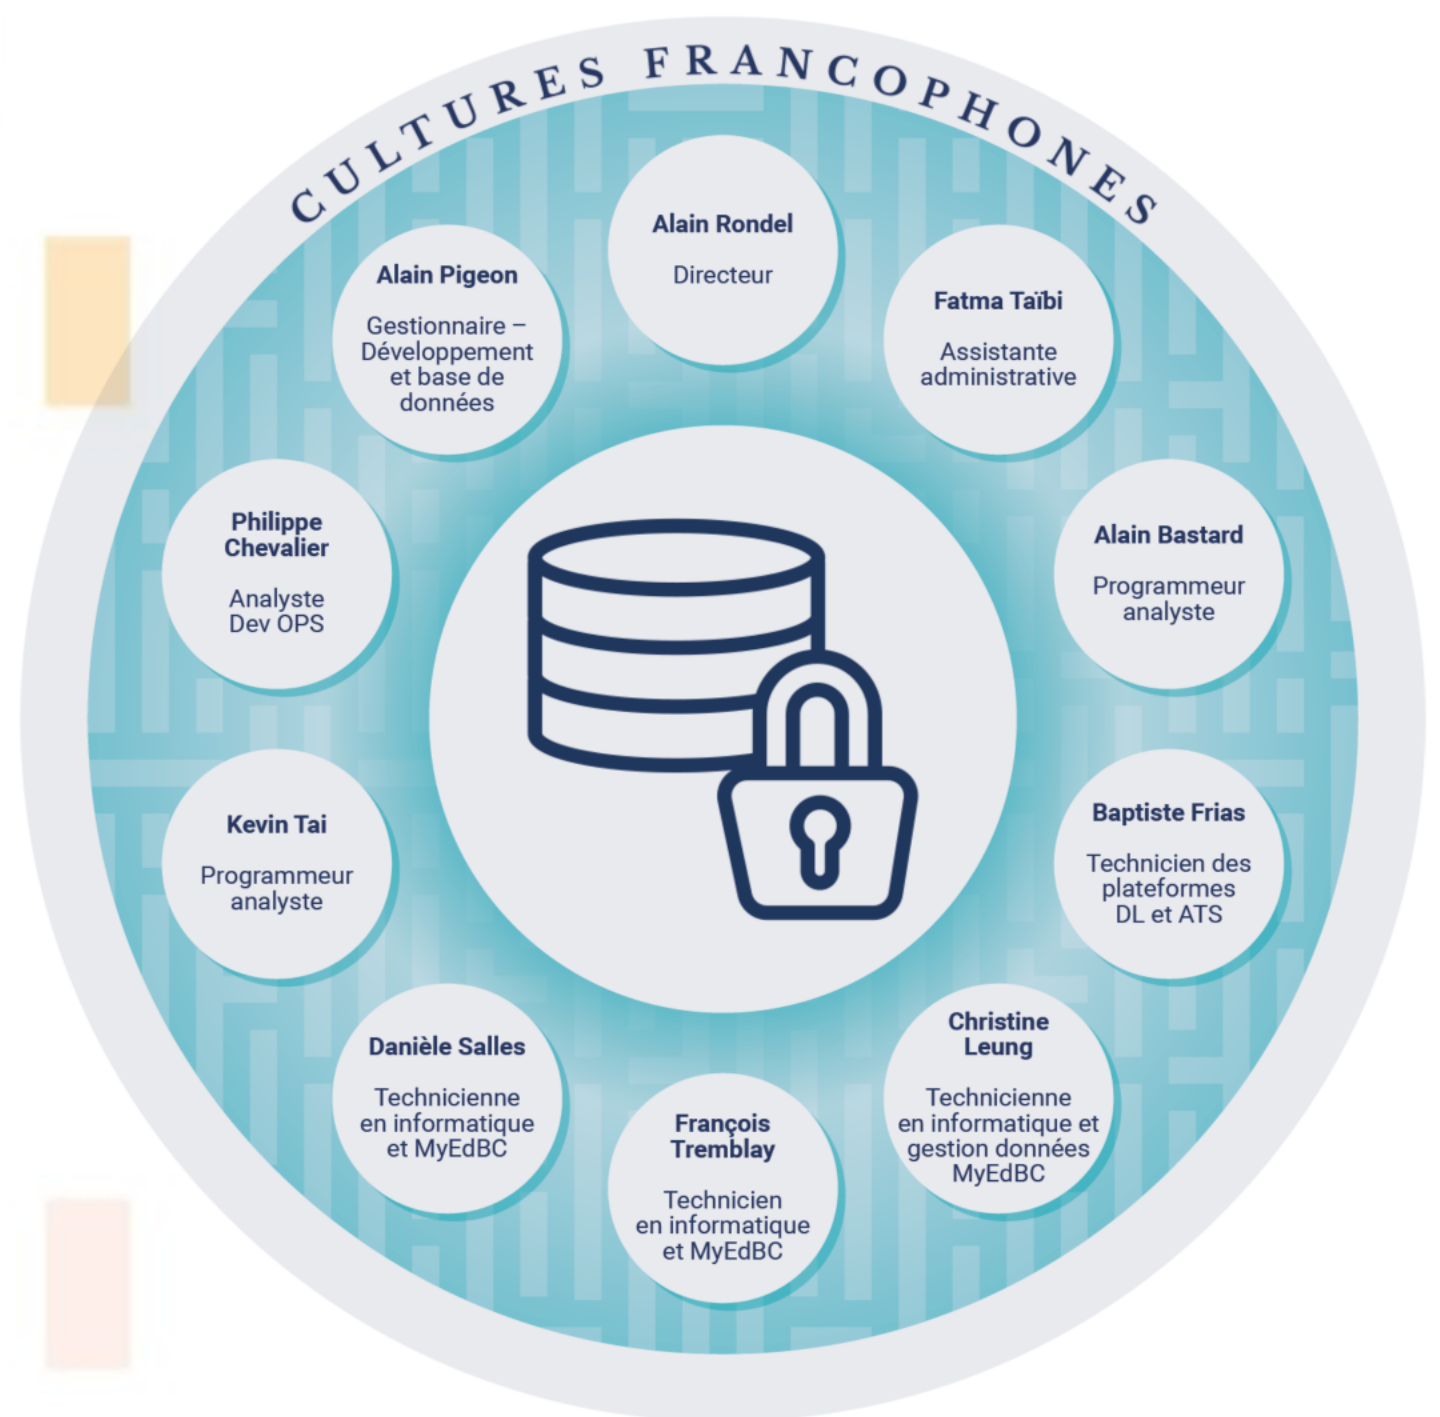 CULTURES FRANCOPHONES
Alain Rondel
Directeur
Fatma Taïbi
Assistante
administrative
Alain Bastard
Programmeur
analyste
Baptiste Frias
Technicien des
plateformes
DL et ATS
Christine
Leung
Technicienne
en informatique et
gestion données
MyEdBC
François
Tremblay
Technicien
en informatique
et MyEdBC
Danièle Salles
Technicienne
en informatique
et MyEdBC
Kevin Tai
Programmeur
analyste
Philippe
Chevalier
Analyste
Dev OPS
Alain Pigeon
Gestionnaire –
Développement
et base de
données